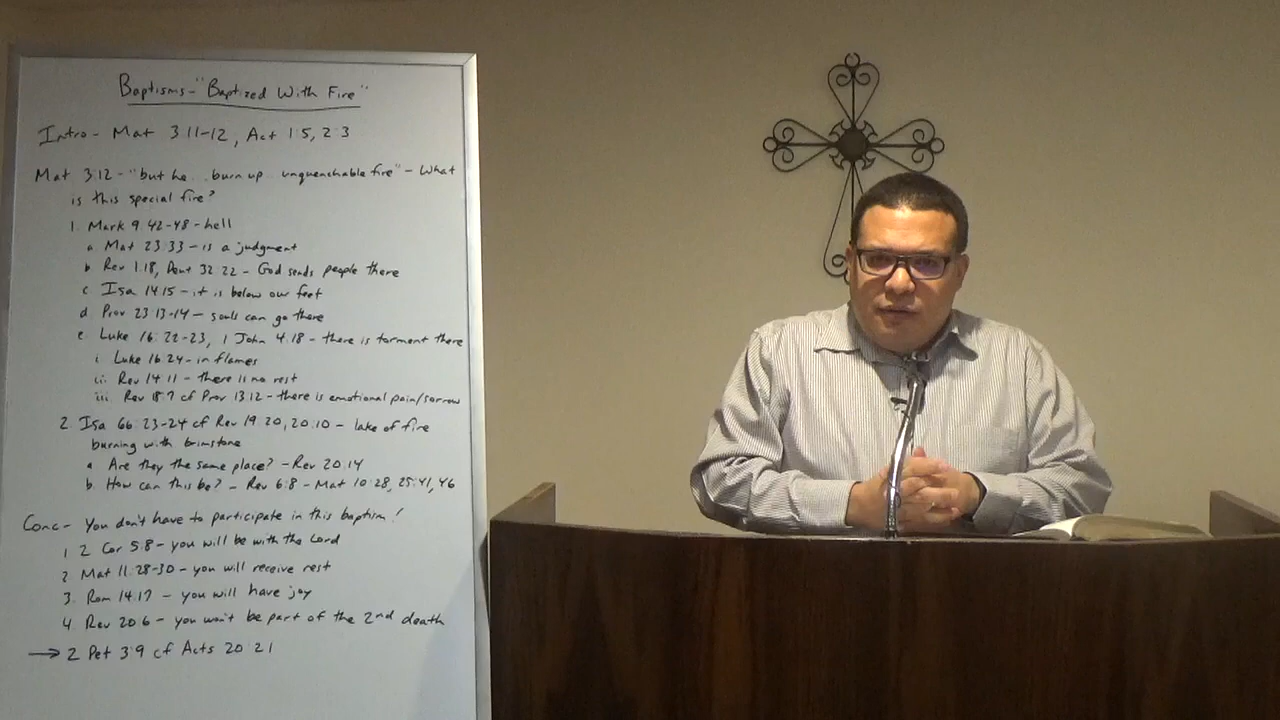 Baptisms - "Baptized With Fire"
Intro - Mat 3:11-12, Act 1:5, 2:3
Mat 3:12 - "but he...burn up...unquenchable fire" - What
is this special fire?
1. Mark 9:42-48 - hell
a Mat 23:33 - is a judgment
b Rev 1:18, Deut 32:22 - God sends people there
c Isa 14:15 - it is below our feet
d Prov 23:13-14 - souls can go there
e Luke 16:22-23, 1 John 4:18 - there is torment there
i Luke 16:24 - in flames
ii. Rev 14:11 - there is no rest
iii Rev 18:7 cf Prov 13:12 - there is emotional pain/sorrow
2. Isa 66:23-24 cf Rev 19:20, 20:10 - lake of fire
burning with brimstone
a Are they the same place? - Rev 20:14
b How can this be? - Rev 6:8 - Mat 10:28, 25:41, 46
Conc - You don't have to participate in this baptism!
1 2 Cor 5:8 - you will be with the Lord
2 Mat 11:28-30 - you will receive rest
3. Rom 14:17 - you will have joy
4 Rev 20:6 - you won't be part of the 2nd death
→ 2 Pet 3:9 cf Acts 20:21